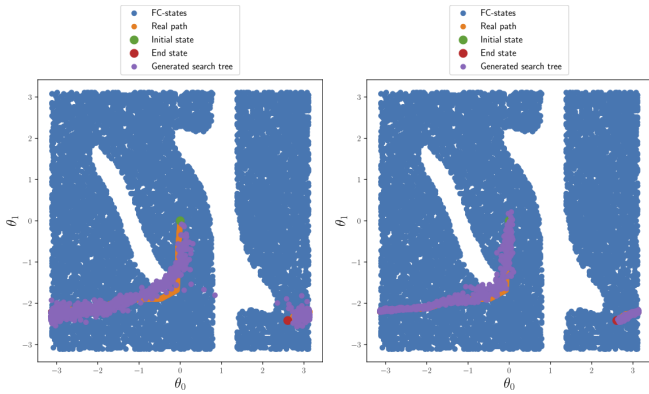 FC-states
Real path
Initial state
End state
Generated search tree
FC-states
Real path
Initial state
End state
Generated search tree
3
2
1
0
−1
−2
−3
θ1
−3
−2
−1
0
1
2
3
θ0
3
2
1
0
−1
−2
−3
θ1
−3
−2
−1
0
1
2
3
θ0